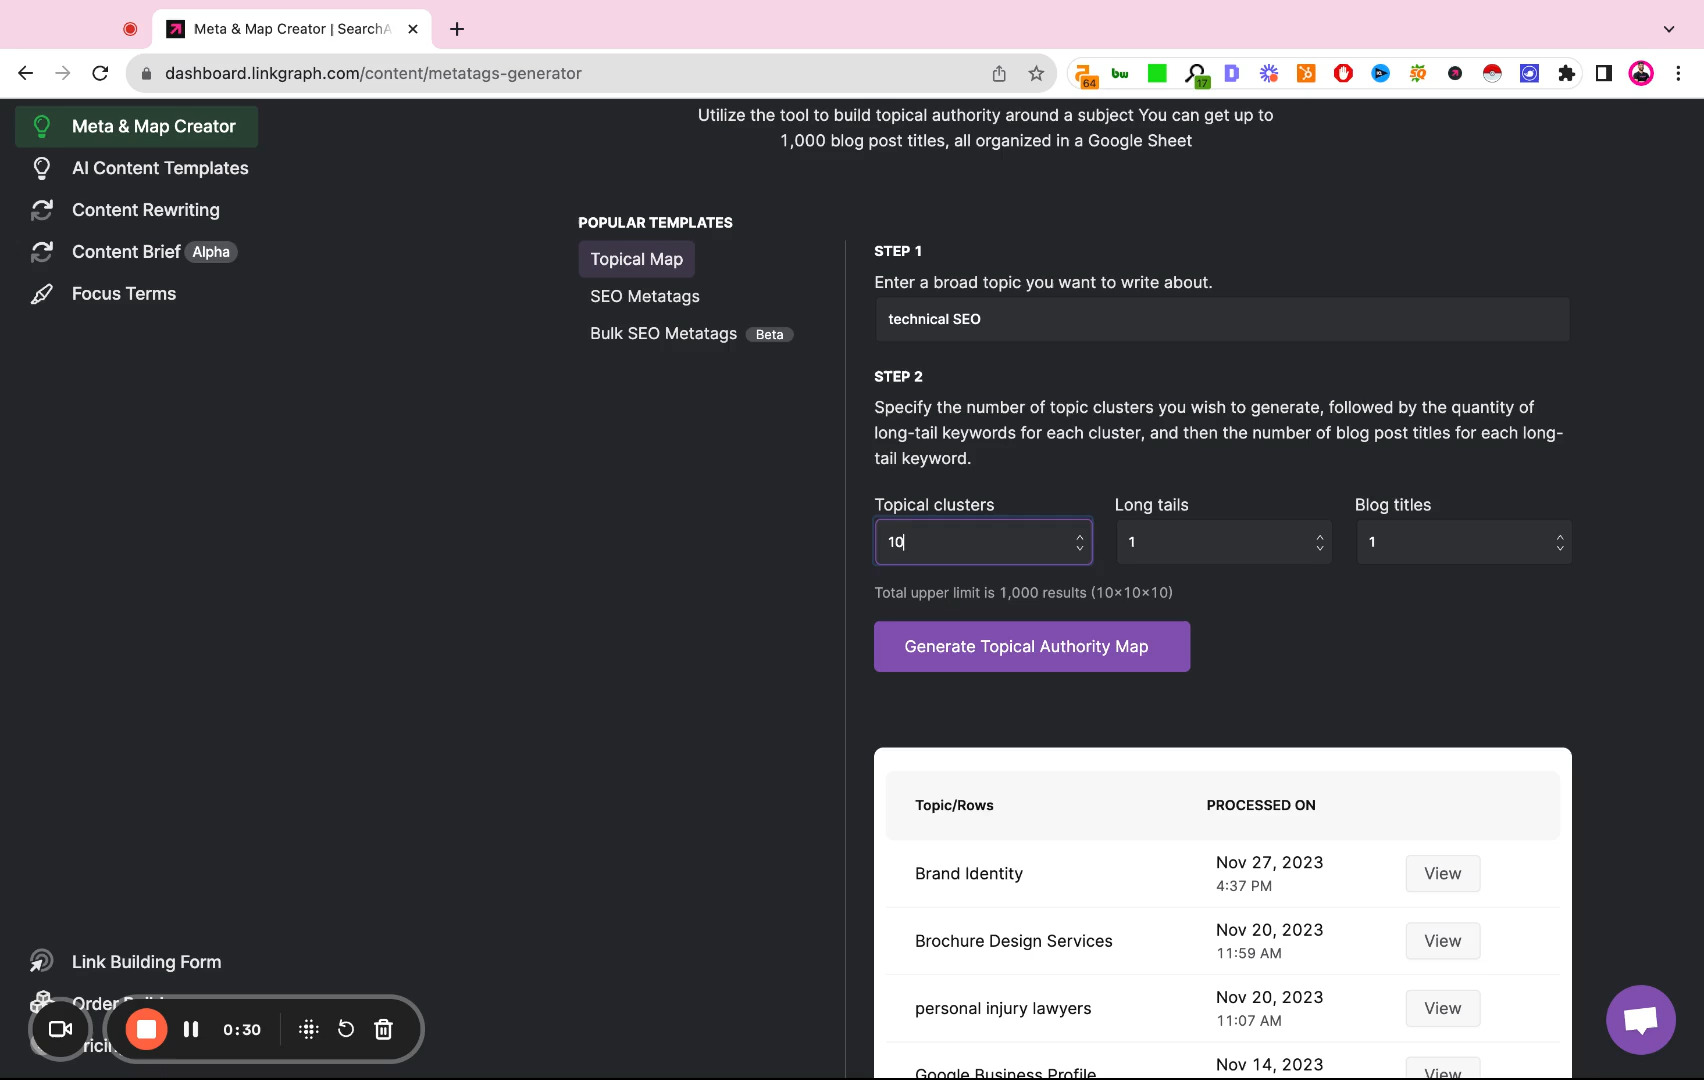 Meta & Map Creator | SearchA
dashboard.linkgraph.com/content/metatags-generator
64
bw
17
Meta & Map Creator
AI Content Templates
Content Rewriting
Content Brief Alpha
Focus Terms
Utilize the tool to build topical authority around a subject You can get up to
1,000 blog post titles, all organized in a Google Sheet
POPULAR TEMPLATES
Topical Map
SEO Metatags
Bulk SEO Metatags Beta
STEP 1
Enter a broad topic you want to write about.
technical SEO
STEP 2
Specify the number of topic clusters you wish to generate, followed by the quantity of
long-tail keywords for each cluster, and then the number of blog post titles for each long-
tail keyword.
Topical clusters Long tails Blog titles
10 1 1
Total upper limit is 1,000 results (10×10×10)
Generate Topical Authority Map
Topic/Rows PROCESSED ON
Brand Identity Nov 27, 2023 View
4:37 PM
Brochure Design Services Nov 20, 2023 View
11:59 AM
personal injury lawyers Nov 20, 2023 View
11:07 AM
Google Business Profile Nov 14, 2023 View
Link Building Form
Order
0:30